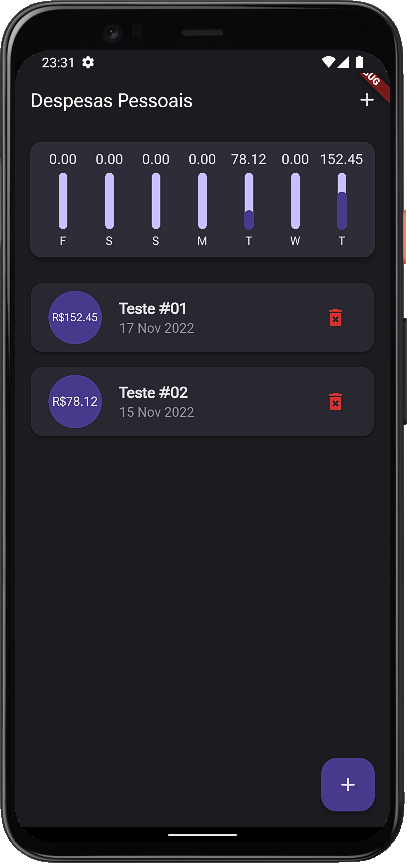 23:31
UG
Despesas Pessoais +
0.00 0.00 0.00 0.00 78.12 0.00 152.45
F S S M T W T
R$152.45 Teste #01
17 Nov 2022
R$78.12 Teste #02
15 Nov 2022
+